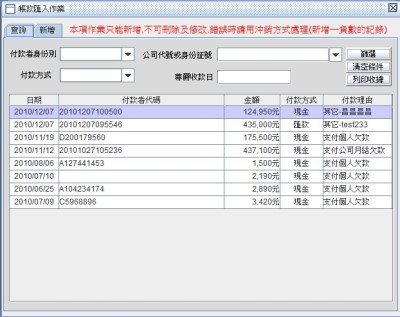 帳款匯入作業
查詢 新增 本項作業只能新增,不可刪除及修改,錯誤時請用沖銷方式處理(新增一負數的記錄)
付款者身份別 公司代號或身份証號 篩選
清空條件
付款方式 尊爵收款日 列印收據
日期 付款者代碼 金額 付款方式 付款理由
2010/12/07 20101207100500 124,950元 現金 其它-晶晶晶晶
2010/12/07 20101207095546 435,000元 匯款 其它-test233
2010/11/19 D200179560 175,500元 現金 支付個人欠款
2010/11/12 20101027105236 437,100元 現金 支付公司月結欠款
2010/08/06 A127441453 1,500元 現金 支付個人欠款
2010/07/10 2,190元 現金 支付個人欠款
2010/06/25 A104234174 2,890元 現金 支付個人欠款
2010/07/09 C5968896 3,420元 現金 支付個人欠款